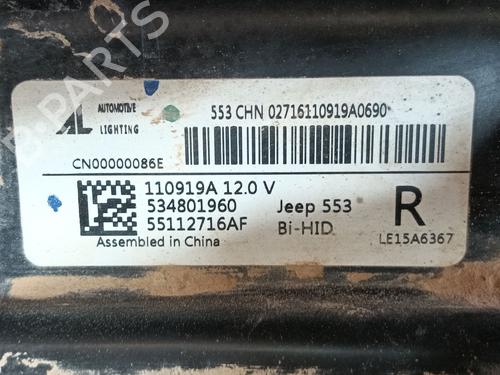 B-PARTS
AL AUTOMOTIVE LIGHTING
553 CHN 02716110919A0690
CN00000086E
110919A 12.0 V
534801960 Jeep 553
55112716AF Bi-HID
R
Assembled in China
LE15A6367